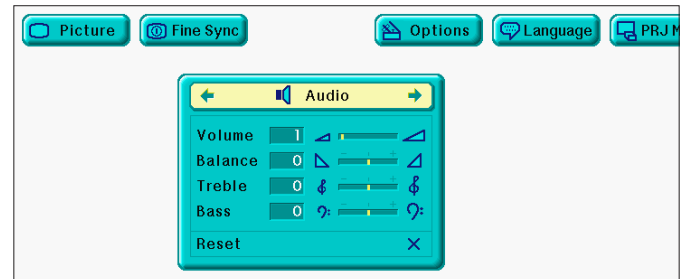 Picture
Fine Sync
Options
Language
PRJ M
Audio
Volume 1
Balance 0
- +
Treble 0
- +
Bass 0
- +
Reset